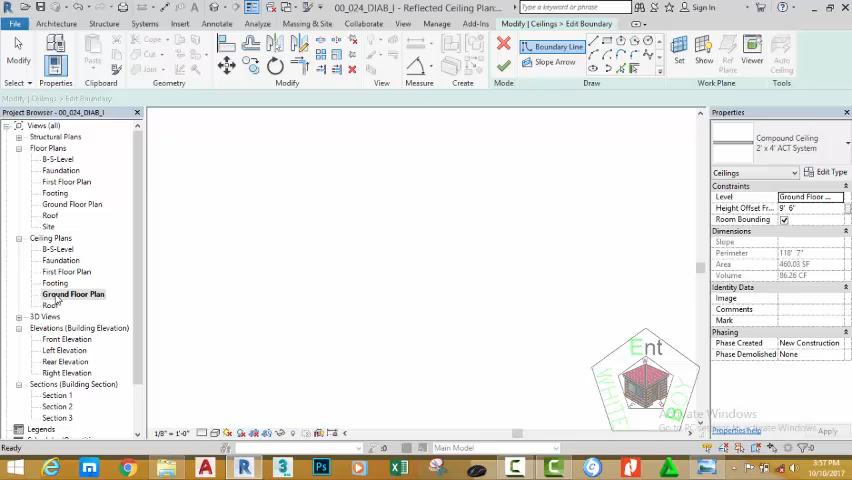 00_024_DIAB_I - Reflected Ceiling Plan:...
Sign In
File
Architecture
Structure
Systems
Insert
Annotate
Analyze
Massing & Site
Collaborate
View
Manage
Add-Ins
Modify | Ceilings > Edit Boundary
Modify
Paste
Cut
Join
Boundary Line
Slope Arrow
Set
Show
Ref Plane
Viewer
Select
Properties
Clipboard
Geometry
Modify
View
Measure
Create
Mode
Draw
Work Plane
Tools
Modify | Ceilings > Edit Boundary
Project Browser - 00_024_DIAB_I
Views (all)
Structural Plans
Floor Plans
B-S-Level
Faundation
First Floor Plan
Footing
Ground Floor Plan
Roof
Site
Ceiling Plans
B-S-Level
Faundation
First Floor Plan
Footing
Ground Floor Plan
Roof
3D Views
Elevations (Building Elevation)
Front Elevation
Left Elevation
Rear Elevation
Right Elevation
Sections (Building Section)
Section 1
Section 2
Section 3
Legends
Properties
Compound Ceiling
2' x 4' ACT System
Ceilings
Edit Type
Constraints
Level
Ground Floor ...
Height Offset Fr...
9' 6"
Room Bounding
Dimensions
Slope
Perimeter
118' 7"
Area
460.03 SF
Volume
86.26 CF
Identity Data
Image
Comments
Mark
Phasing
Phase Created
New Construction
Phase Demolished
None
Properties help
Apply
Ent
WHITE
BOY
Activate Windows
1/8" = 1'-0"
Ready
:0
Main Model
:0
3:57 PM
10/10/2017